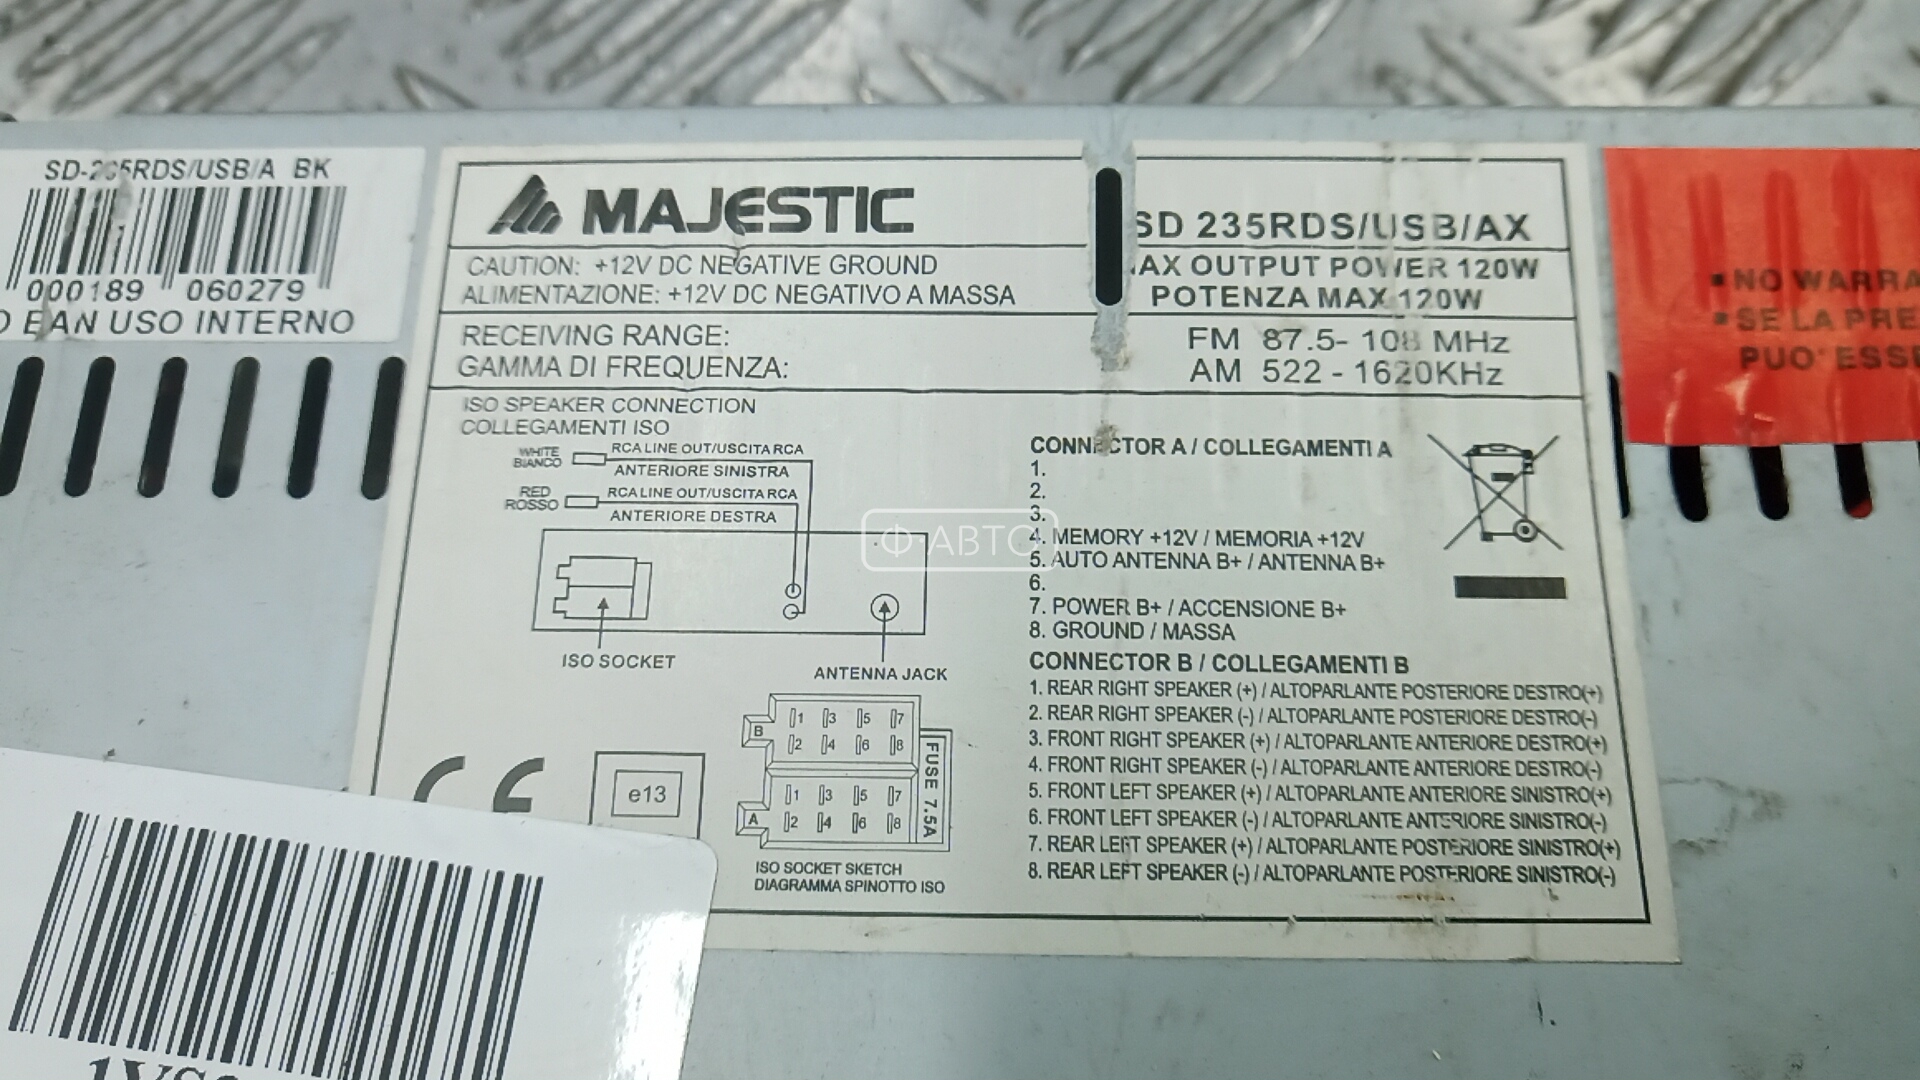 SD-235RDS/USB/A BK
000189 060279
EAN USO INTERNO
MAJESTIC
SD 235RDS/USB/AX
CAUTION: +12V DC NEGATIVE GROUND
ALIMENTAZIONE: +12V DC NEGATIVO A MASSA
AX OUTPUT POWER 120W
POTENZA MAX 120W
RECEIVING RANGE:
GAMMA DI FREQUENZA:
FM 87.5- 108 MHz
AM 522 - 1620KHz
NO WARRA
SE LA PRE
PUO' ESSE
ISO SPEAKER CONNECTION
COLLEGAMENTI ISO
WHITE
BIANCO
RCA LINE OUT/USCITA RCA
ANTERIORE SINISTRA
RED
ROSSO
RCA LINE OUT/USCITA RCA
ANTERIORE DESTRA
ISO SOCKET
ANTENNA JACK
B
1 3 5 7
2 4 6 8
A
1 3 5 7
2 4 6 8
FUSE 7.5A
ISO SOCKET SKETCH
DIAGRAMMA SPINOTTO ISO
CE
e13
CONNECTOR A / COLLEGAMENTI A
1.
2.
3.
4. MEMORY +12V / MEMORIA +12V
5. AUTO ANTENNA B+ / ANTENNA B+
6.
7. POWER B+ / ACCENSIONE B+
8. GROUND / MASSA
CONNECTOR B / COLLEGAMENTI B
1. REAR RIGHT SPEAKER (+) / ALTOPARLANTE POSTERIORE DESTRO(+)
2. REAR RIGHT SPEAKER (-) / ALTOPARLANTE POSTERIORE DESTRO(-)
3. FRONT RIGHT SPEAKER (+) / ALTOPARLANTE ANTERIORE DESTRO(+)
4. FRONT RIGHT SPEAKER (-) / ALTOPARLANTE ANTERIORE DESTRO(-)
5. FRONT LEFT SPEAKER (+) / ALTOPARLANTE ANTERIORE SINISTRO(+)
6. FRONT LEFT SPEAKER (-) / ALTOPARLANTE ANTERIORE SINISTRO(-)
7. REAR LEFT SPEAKER (+) / ALTOPARLANTE POSTERIORE SINISTRO(+)
8. REAR LEFT SPEAKER (-) / ALTOPARLANTE POSTERIORE SINISTRO(-)
Ф·АВТО